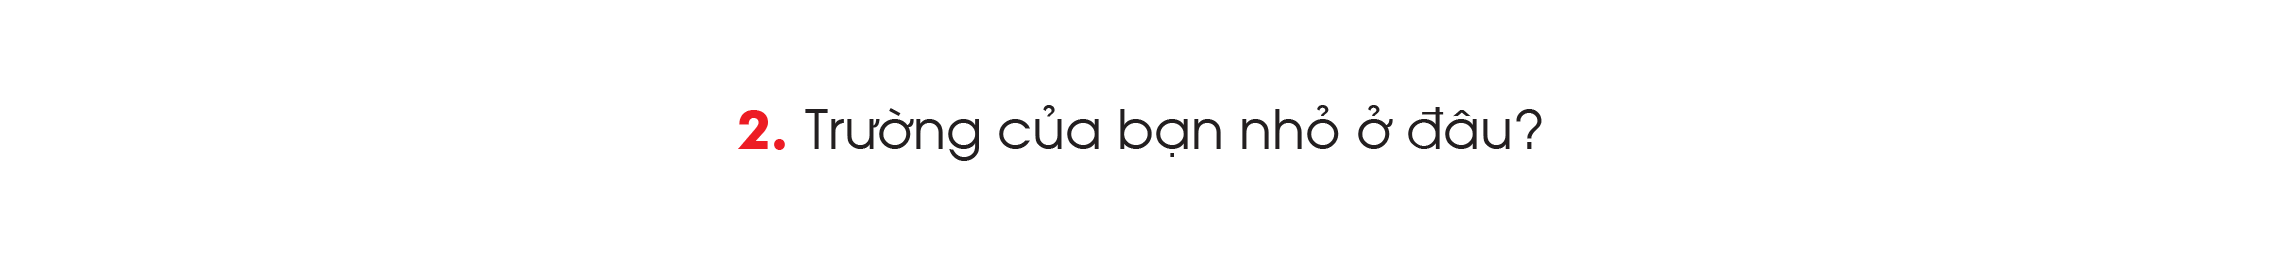 2. Trường của bạn nhỏ ở đâu?